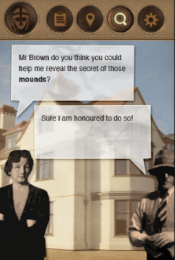 Mr Brown do you think you could
help me reveal the secret of those
mounds?
Sure I am honoured to do so!